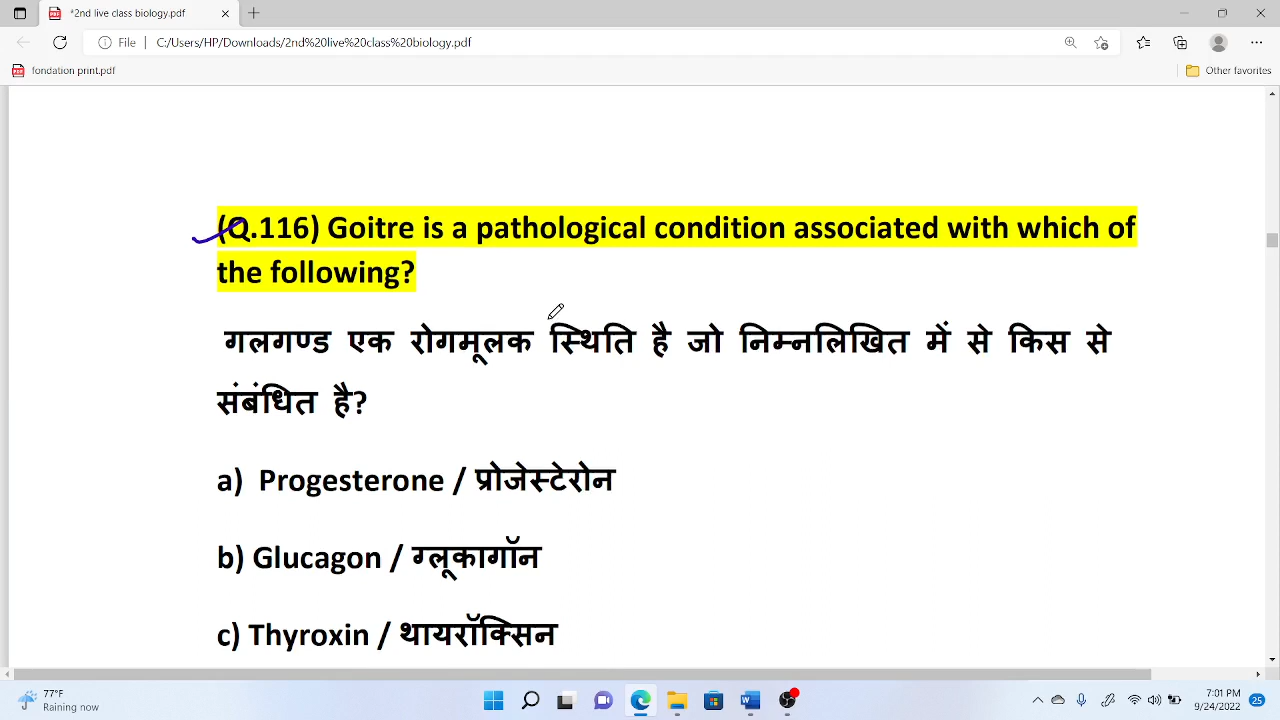 *2nd live class biology.pdf
File C:/Users/HP/Downloads/2nd%20live%20class%20biology.pdf
fondation print.pdf
Other favorites
(Q.116) Goitre is a pathological condition associated with which of
the following?
गलगण्ड एक रोगमूलक स्थिति है जो निम्नलिखित में से किस से
संबंधित है?
a) Progesterone / प्रोजेस्टेरोन
b) Glucagon / ग्लूकागॉन
c) Thyroxin / थायरॉक्सिन
77°F
Raining now
7:01 PM
9/24/2022
25